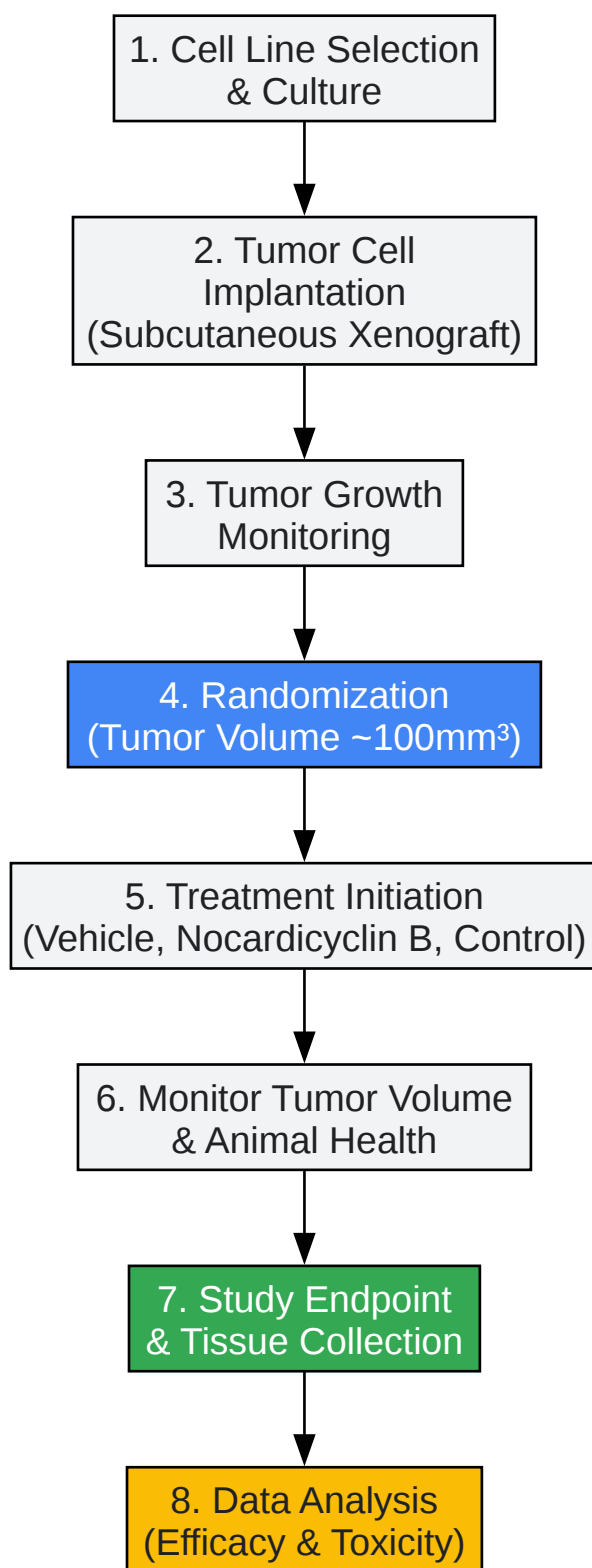 1. Cell Line Selection
& Culture
2. Tumor Cell
Implantation
(Subcutaneous Xenograft)
3. Tumor Growth
Monitoring
4. Randomization
(Tumor Volume ~100mm³)
5. Treatment Initiation
(Vehicle, Nocardicyclin B, Control)
6. Monitor Tumor Volume
& Animal Health
7. Study Endpoint
& Tissue Collection
8. Data Analysis
(Efficacy & Toxicity)